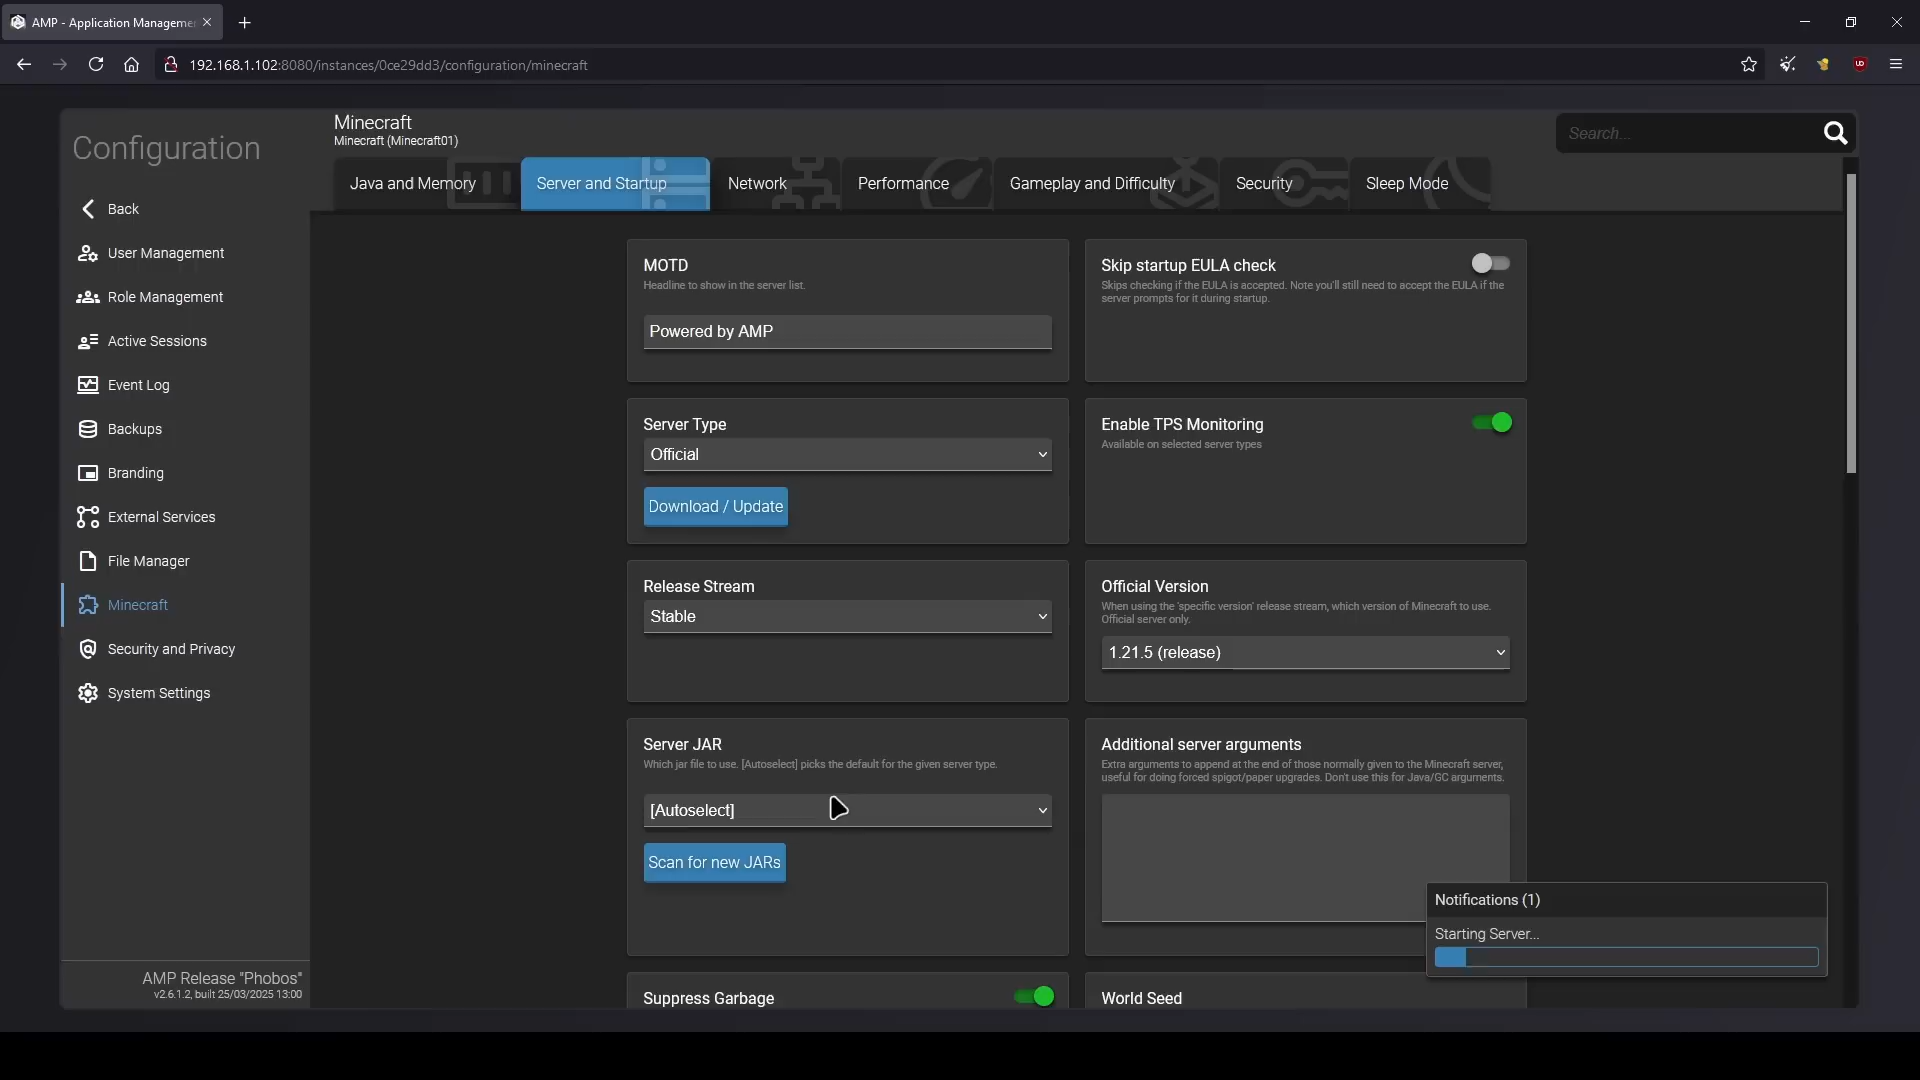 AMP - Application Manageme
192.168.1.102:8080/instances/0ce29dd3/configuration/minecraft
Configuration
Back
User Management
Role Management
Active Sessions
Event Log
Backups
Branding
External Services
File Manager
Minecraft
Security and Privacy
System Settings
AMP Release "Phobos"
v2.6.1.2, built 25/03/2025 13:00
Minecraft
Minecraft (Minecraft01)
Search...
Java and Memory
Server and Startup
Network
Performance
Gameplay and Difficulty
Security
Sleep Mode
MOTD
Headline to show in the server list.
Powered by AMP
Skip startup EULA check
Skips checking if the EULA is accepted. Note you'll still need to accept the EULA if the
server prompts for it during startup.
Server Type
Official
Download / Update
Enable TPS Monitoring
Available on selected server types
Release Stream
Stable
Official Version
When using the 'specific version' release stream, which version of Minecraft to use.
Official server only.
1.21.5 (release)
Server JAR
Which jar file to use. [Autoselect] picks the default for the given server type.
[Autoselect]
Scan for new JARs
Additional server arguments
Extra arguments to append at the end of those normally given to the Minecraft server,
useful for doing forced spigot/paper upgrades. Don't use this for Java/GC arguments.
Suppress Garbage
World Seed
Notifications (1)
Starting Server...